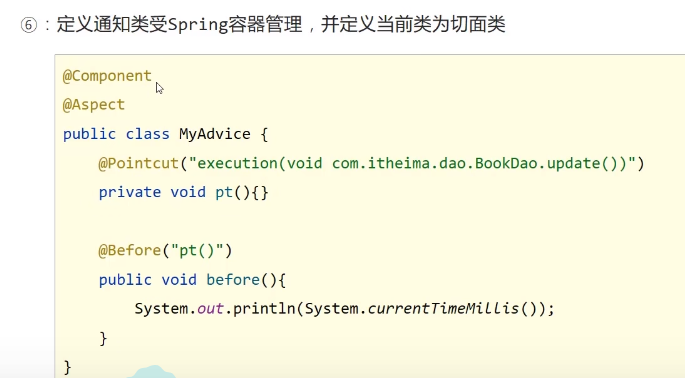 ⑥：定义通知类受Spring容器管理，并定义当前类为切面类
@Component
@Aspect
public class MyAdvice {
    @Pointcut("execution(void com.itheima.dao.BookDao.update())")
    private void pt(){}
    @Before("pt()")
    public void before(){
        System.out.println(System.currentTimeMillis());
    }
}